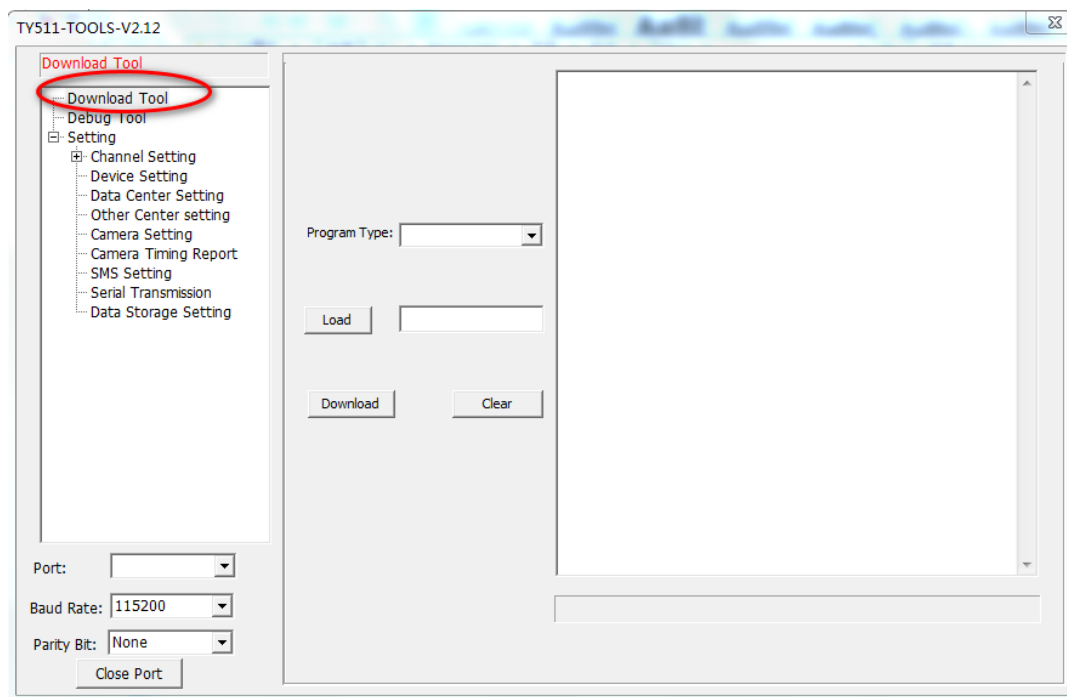 TY511-TOOLS-V2.12
Download Tool
Download Tool
Debug Tool
Setting
Channel Setting
Device Setting
Data Center Setting
Other Center setting
Camera Setting
Camera Timing Report
SMS Setting
Serial Transmission
Data Storage Setting
Program Type:
Load
Download Clear
Port:
Baud Rate: 115200
Parity Bit: None
Close Port